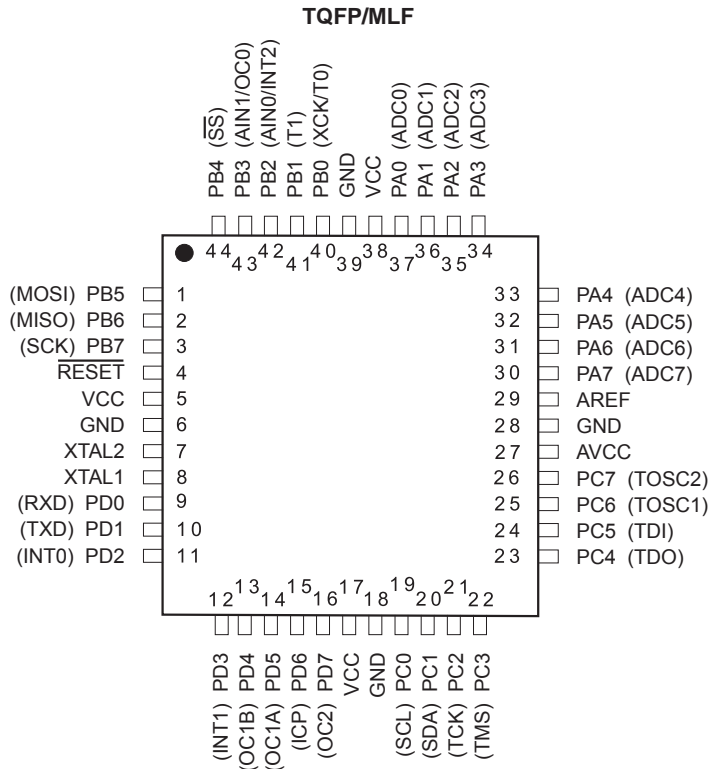 TQFP/MLF
PB4 (SS)
PB3 (AIN1/OC0)
PB2 (AIN0/INT2)
PB1 (T1)
PB0 (XCK/T0)
GND
VCC
PA0 (ADC0)
PA1 (ADC1)
PA2 (ADC2)
PA3 (ADC3)
44 43 42 41 40 39 38 37 36 35 34
(MOSI) PB5 1
(MISO) PB6 2
(SCK) PB7 3
RESET 4
VCC 5
GND 6
XTAL2 7
XTAL1 8
(RXD) PD0 9
(TXD) PD1 10
(INT0) PD2 11
33 PA4 (ADC4)
32 PA5 (ADC5)
31 PA6 (ADC6)
30 PA7 (ADC7)
29 AREF
28 GND
27 AVCC
26 PC7 (TOSC2)
25 PC6 (TOSC1)
24 PC5 (TDI)
23 PC4 (TDO)
12 13 14 15 16 17 18 19 20 21 22
(INT1) PD3
(OC1B) PD4
(OC1A) PD5
(ICP) PD6
(OC2) PD7
VCC
GND
(SCL) PC0
(SDA) PC1
(TCK) PC2
(TMS) PC3